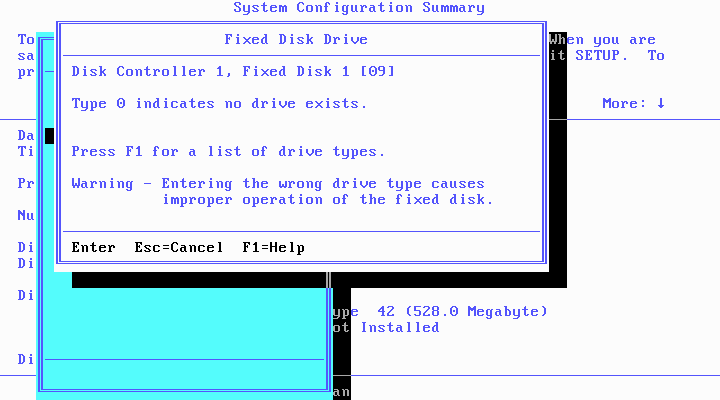 System Configuration Summary
Fixed Disk Drive
To
When you are
sa
it SETUP. To
pr
Disk Controller 1, Fixed Disk 1 [09]
Type 0 indicates no drive exists.
More: ↓
Da
Ti
Press F1 for a list of drive types.
Pr
Warning - Entering the wrong drive type causes
improper operation of the fixed disk.
Nu
Di
Enter Esc=Cancel F1=Help
Di
Di
ype 42 (528.0 Megabyte)
ot Installed
Di
an